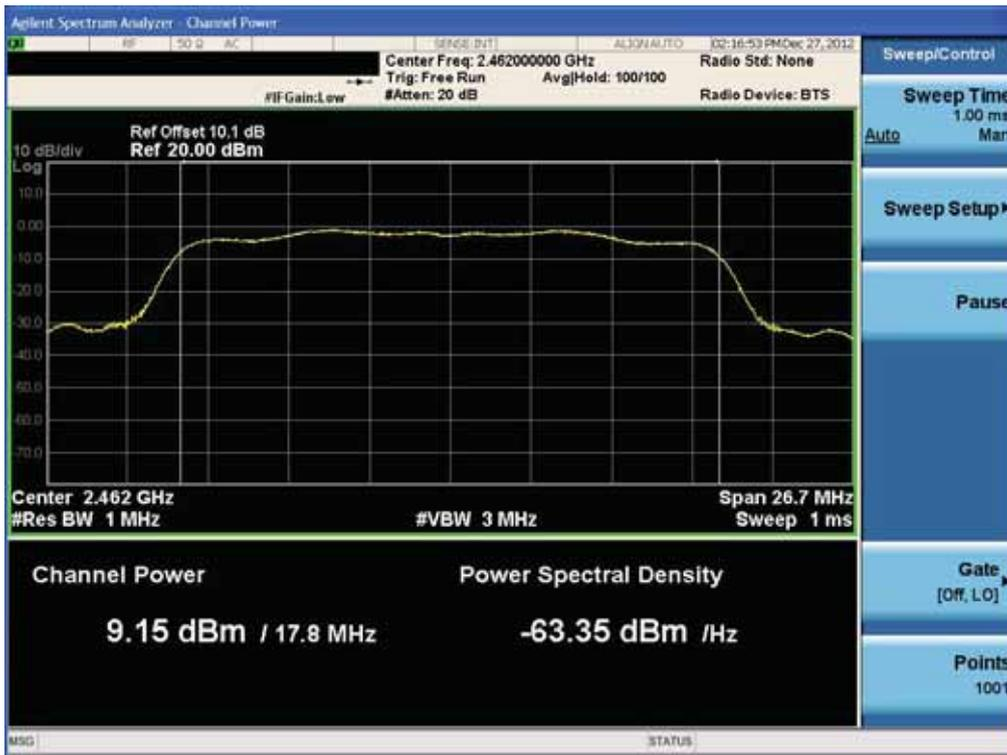 Agilent Spectrum Analyzer - Channel Power
RF 50 Ω AC SENSE:INT ALIGN AUTO 02:16:53 PM Dec 27, 2012
Center Freq: 2.462000000 GHz Radio Std: None
Trig: Free Run Avg|Hold: 100/100
#IFGain:Low #Atten: 20 dB Radio Device: BTS
Ref Offset 10.1 dB
10 dB/div Ref 20.00 dBm
Log
10.0
0.00
-10.0
-20.0
-30.0
-40.0
-50.0
-60.0
-70.0
Center 2.462 GHz Span 26.7 MHz
#Res BW 1 MHz #VBW 3 MHz Sweep 1 ms
Channel Power Power Spectral Density
9.15 dBm / 17.8 MHz -63.35 dBm /Hz
MSG STATUS
Sweep/Control
Sweep Time
1.00 ms
Auto Man
Sweep Setup
Pause
Gate
[Off, LO]
Points
1001